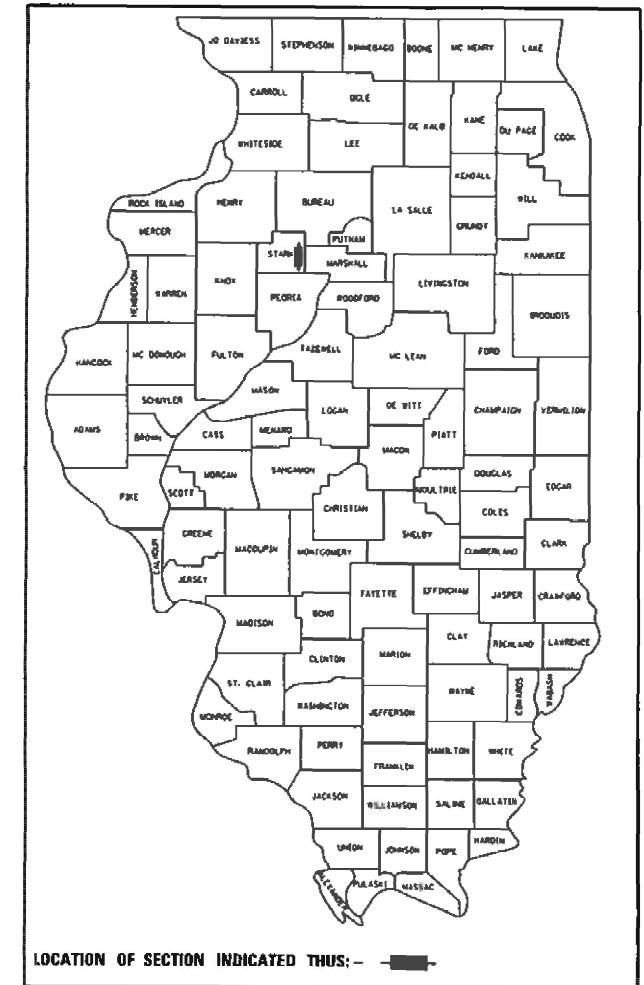 JO DAVIESS STEPHENSON WINNEBAGO BOONE MC HENRY LAKE
CARROLL OGLE
DE KALB KANE DU PAGE COOK
WHITESIDE LEE
KENDALL WILL
ROCK ISLAND HENRY BUREAU LA SALLE
GRUNDY
MERCER PUTNAM
STARK MARSHALL KANKAKEE
HENDERSON WARREN KNOX PEORIA WOODFORD LIVINGSTON
IROQUOIS
HANCOCK MC DONOUGH FULTON TAZEWELL MC LEAN FORD
MASON
SCHUYLER LOGAN DE WITT CHAMPAIGN VERMILION
ADAMS BROWN CASS MENARD PIATT
MACON
MORGAN SANGAMON DOUGLAS
PIKE SCOTT MOULTRIE EDGAR
CHRISTIAN COLES
GREENE SHELBY
CALHOUN MACOUPIN MONTGOMERY CUMBERLAND CLARK
JERSEY
FAYETTE EFFINGHAM JASPER CRAWFORD
MADISON BOND
CLAY RICHLAND LAWRENCE
CLINTON MARION
ST. CLAIR
WAYNE EDWARDS WABASH
MONROE WASHINGTON JEFFERSON
RANDOLPH PERRY HAMILTON WHITE
FRANKLIN
JACKSON WILLIAMSON SALINE GALLATIN
UNION JOHNSON POPE HARDIN
ALEXANDER PULASKI MASSAC
LOCATION OF SECTION INDICATED THUS: -